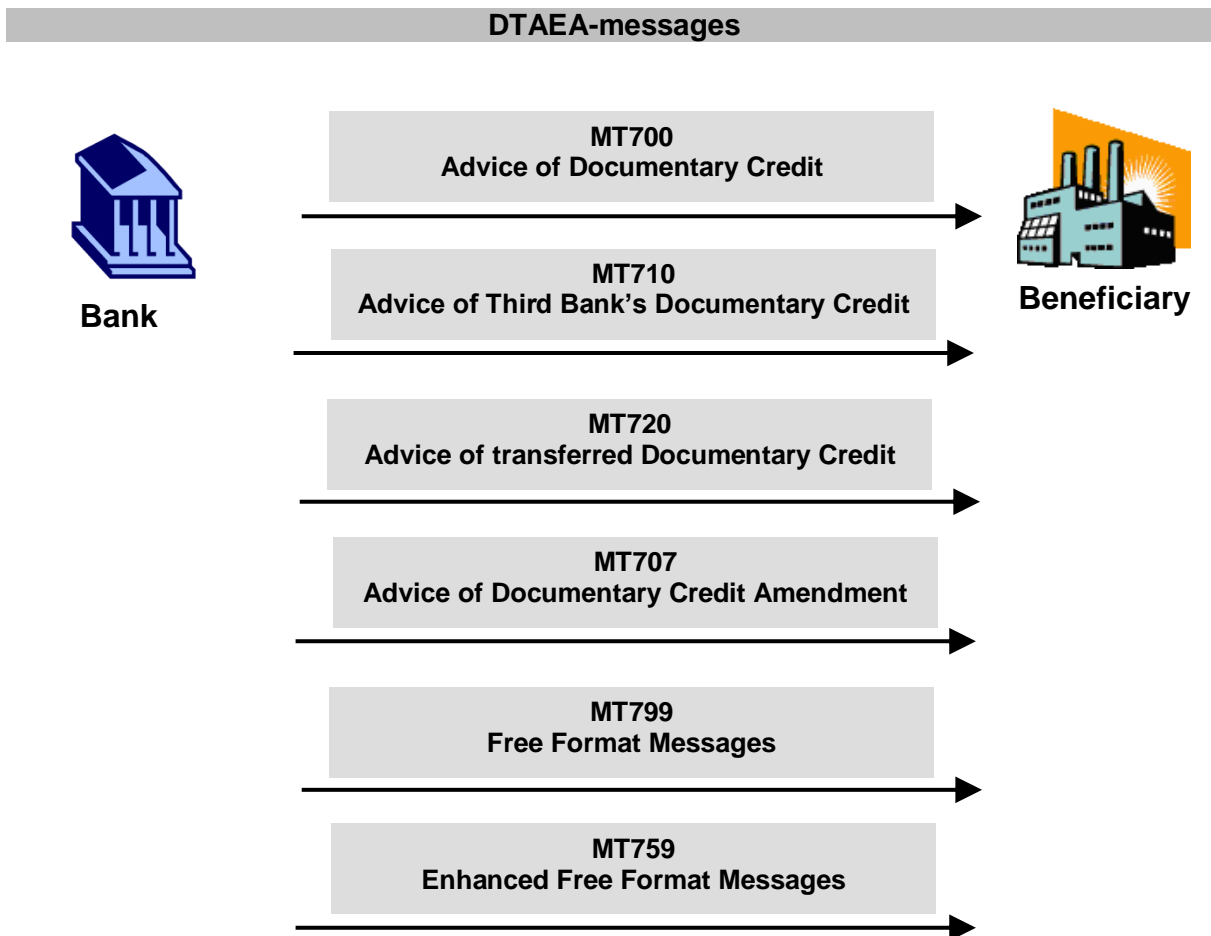 DTAEA-messages
MT700
Advice of Documentary Credit
Bank
Beneficiary
MT710
Advice of Third Bank’s Documentary Credit
MT720
Advice of transferred Documentary Credit
MT707
Advice of Documentary Credit Amendment
MT799
Free Format Messages
MT759
Enhanced Free Format Messages